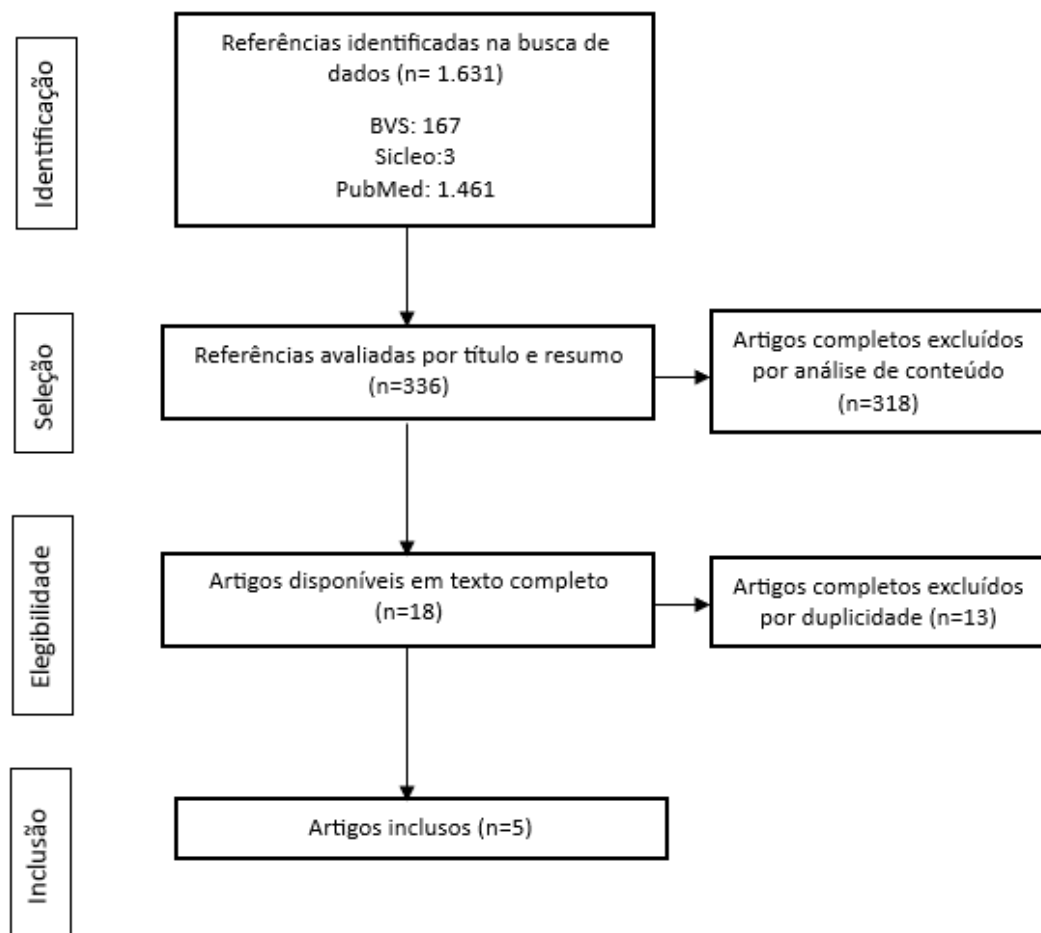 Identificação
Referências identificadas na busca de
dados (n= 1.631)
BVS: 167
Sicleo:3
PubMed: 1.461
Seleção
Referências avaliadas por título e resumo
(n=336)
Artigos completos excluídos
por análise de conteúdo
(n=318)
Elegibilidade
Artigos disponíveis em texto completo
(n=18)
Artigos completos excluídos
por duplicidade (n=13)
Inclusão
Artigos inclusos (n=5)